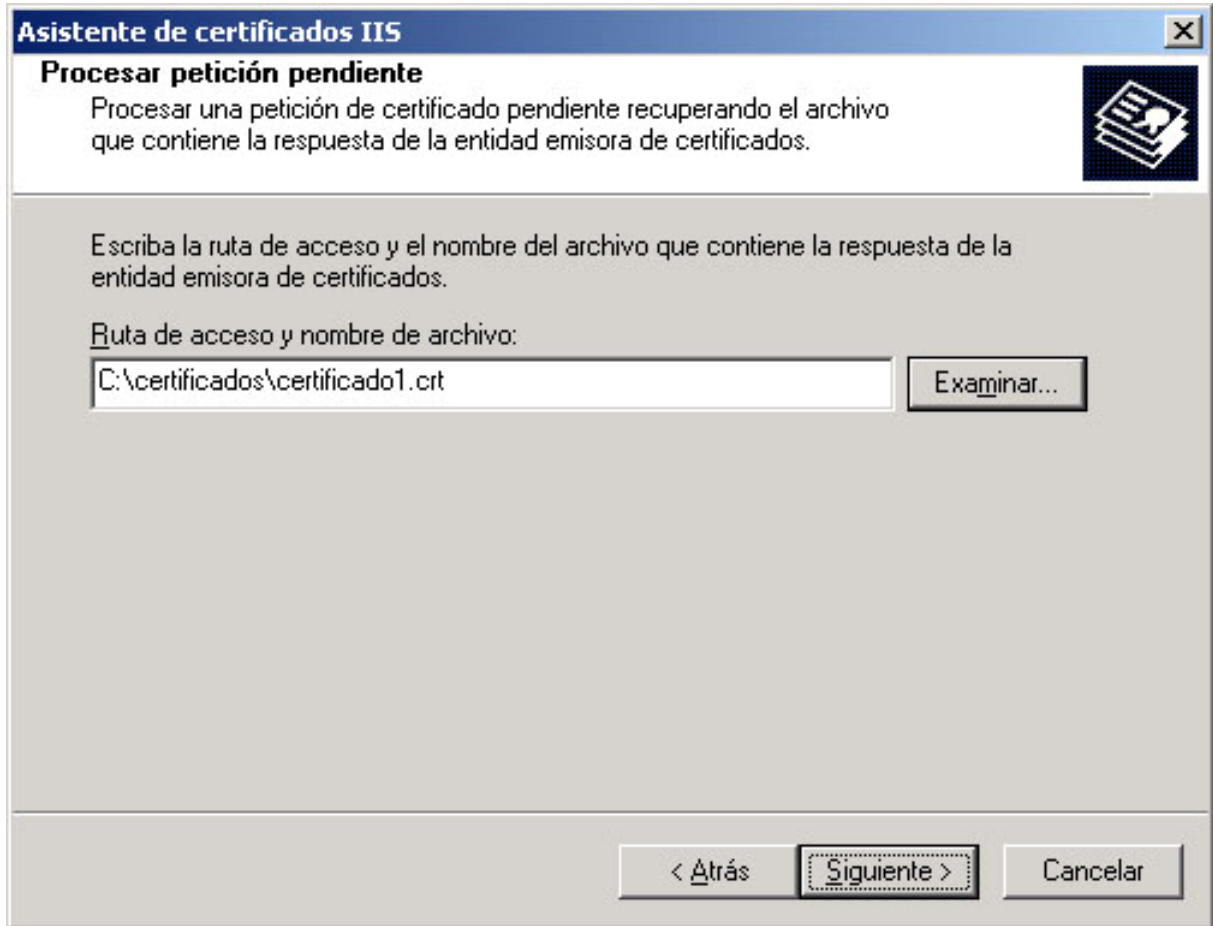 Asistente de certificados IIS
Procesar petición pendiente
Procesar una petición de certificado pendiente recuperando el archivo
que contiene la respuesta de la entidad emisora de certificados.
Escriba la ruta de acceso y el nombre del archivo que contiene la respuesta de la
entidad emisora de certificados.
Ruta de acceso y nombre de archivo:
C:\certificados\certificado1.crt
Examinar...
< Atrás
Siguiente >
Cancelar